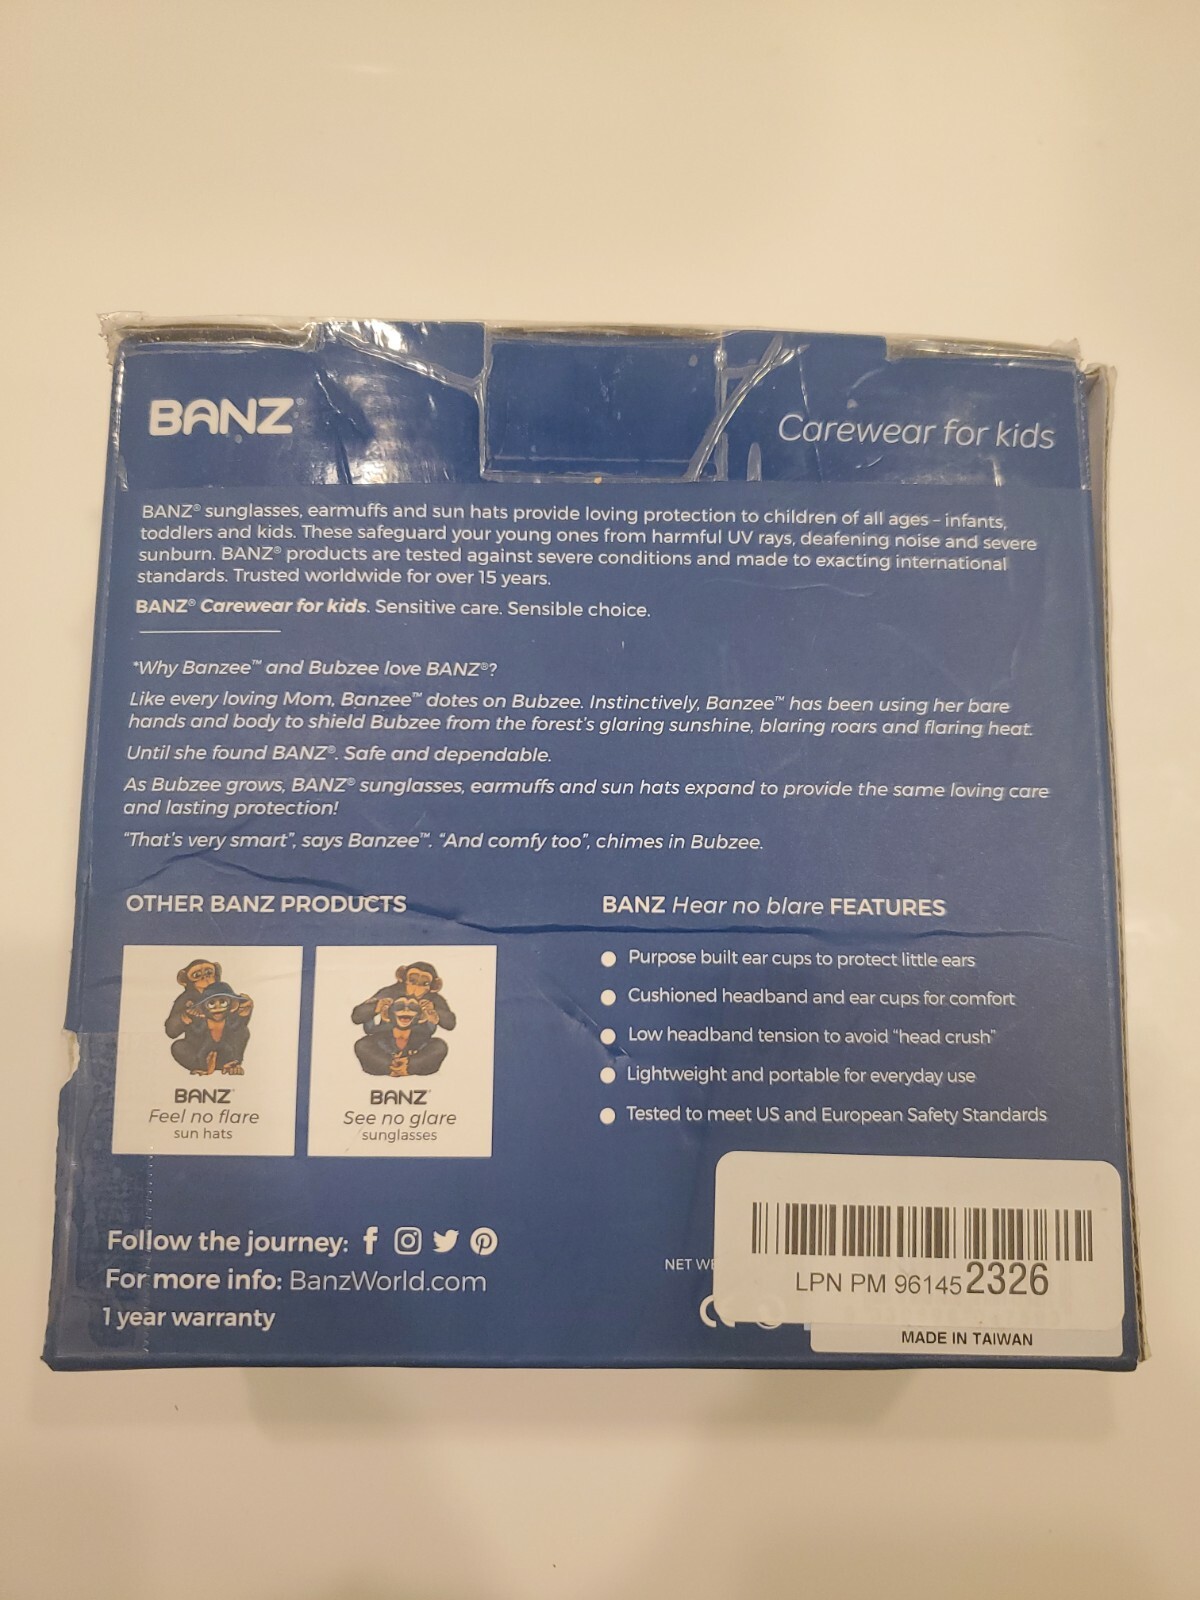 BANZ®
Carewear for kids
BANZ® sunglasses, earmuffs and sun hats provide loving protection to children of all ages – infants,
toddlers and kids. These safeguard your young ones from harmful UV rays, deafening noise and severe
sunburn. BANZ® products are tested against severe conditions and made to exacting international
standards. Trusted worldwide for over 15 years.
BANZ® Carewear for kids. Sensitive care. Sensible choice.
*Why Banzee™ and Bubzee love BANZ®?
Like every loving Mom, Banzee™ dotes on Bubzee. Instinctively, Banzee™ has been using her bare
hands and body to shield Bubzee from the forest's glaring sunshine, blaring roars and flaring heat.
Until she found BANZ®. Safe and dependable.
As Bubzee grows, BANZ® sunglasses, earmuffs and sun hats expand to provide the same loving care
and lasting protection!
“That's very smart”, says Banzee™. “And comfy too”, chimes in Bubzee.
OTHER BANZ PRODUCTS
BANZ®
Feel no flare
sun hats
BANZ®
See no glare
sunglasses
BANZ Hear no blare FEATURES
● Purpose built ear cups to protect little ears
● Cushioned headband and ear cups for comfort
● Low headband tension to avoid “head crush”
● Lightweight and portable for everyday use
● Tested to meet US and European Safety Standards
Follow the journey:
For more info: BanzWorld.com
1 year warranty
NET
LPN PM 961452326
MADE IN TAIWAN